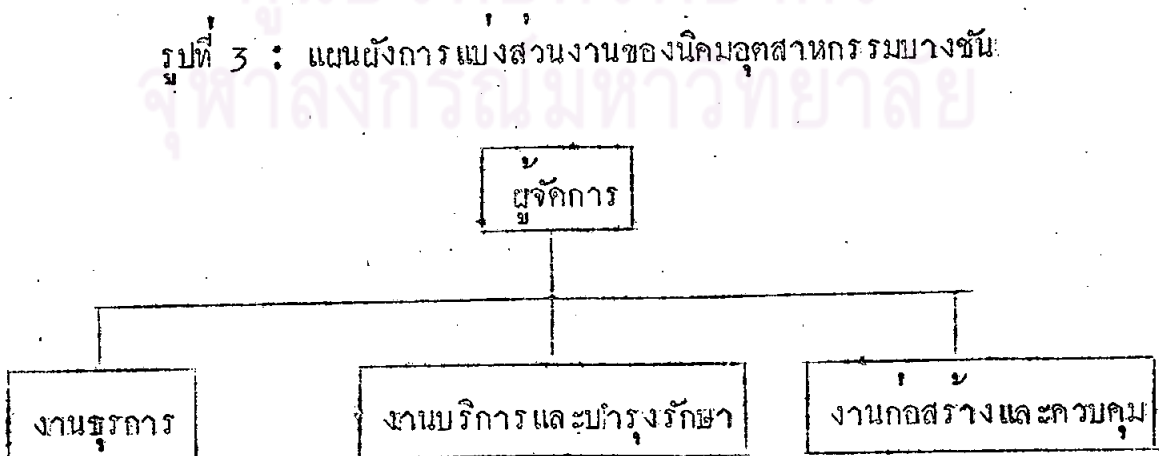 รูปที่ 3 : แผนผังการแบ่งส่วนงานของนิคมอุตสาหกรรมบางชัน
จุฬาลงกรณ์มหาวิทยาลัย
ผู้จัดการ
งานธุรการ
งานบริการและบำรุงรักษา
งานก่อสร้างและควบคุม